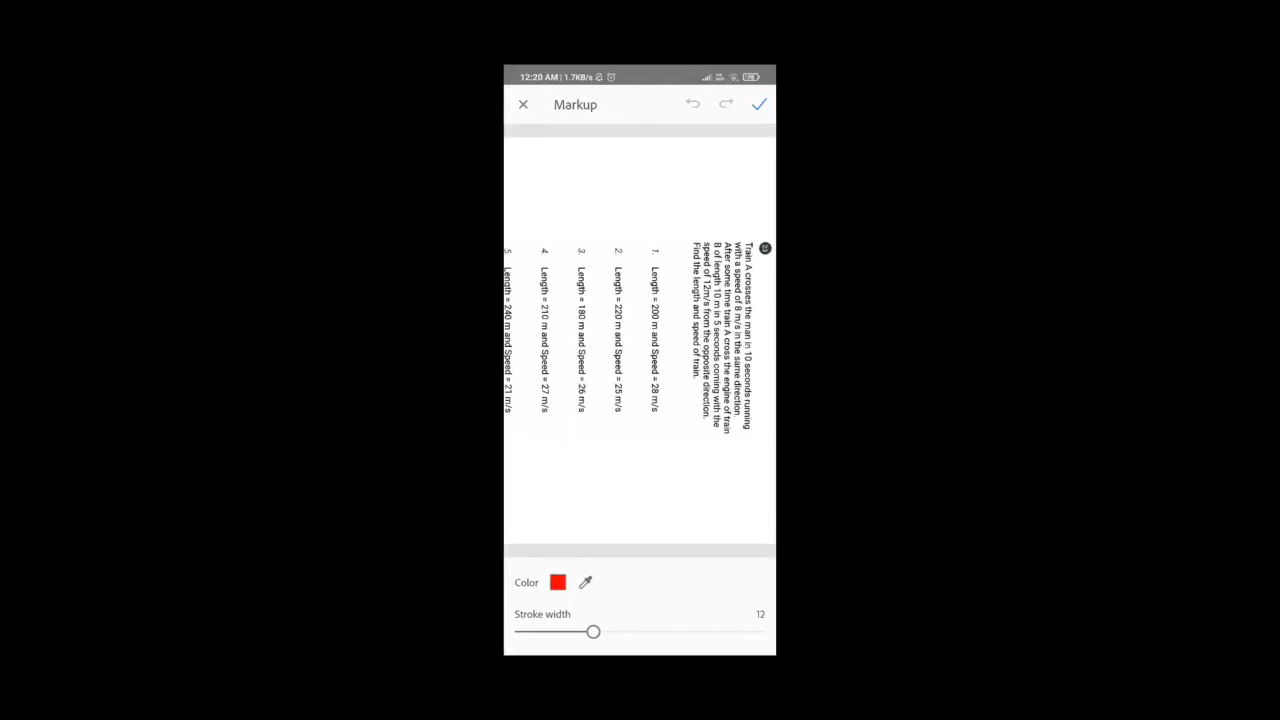 12:20 AM | 1.7KB/s
Markup
23
Train A crosses the man in 10 seconds running
with a speed of 8 m/s in the same direction.
After some time train A cross the engine of train
B of length 10 m in 5 seconds coming with the
speed of 12m/s from the opposite direction.
Find the length and speed of train.
1. Length = 200 m and Speed = 28 m/s
2. Length = 220 m and Speed = 25 m/s
3. Length = 180 m and Speed = 26 m/s
4. Length = 210 m and Speed = 27 m/s
5. Length = 240 m and Speed = 21 m/s
Color
Stroke width 12